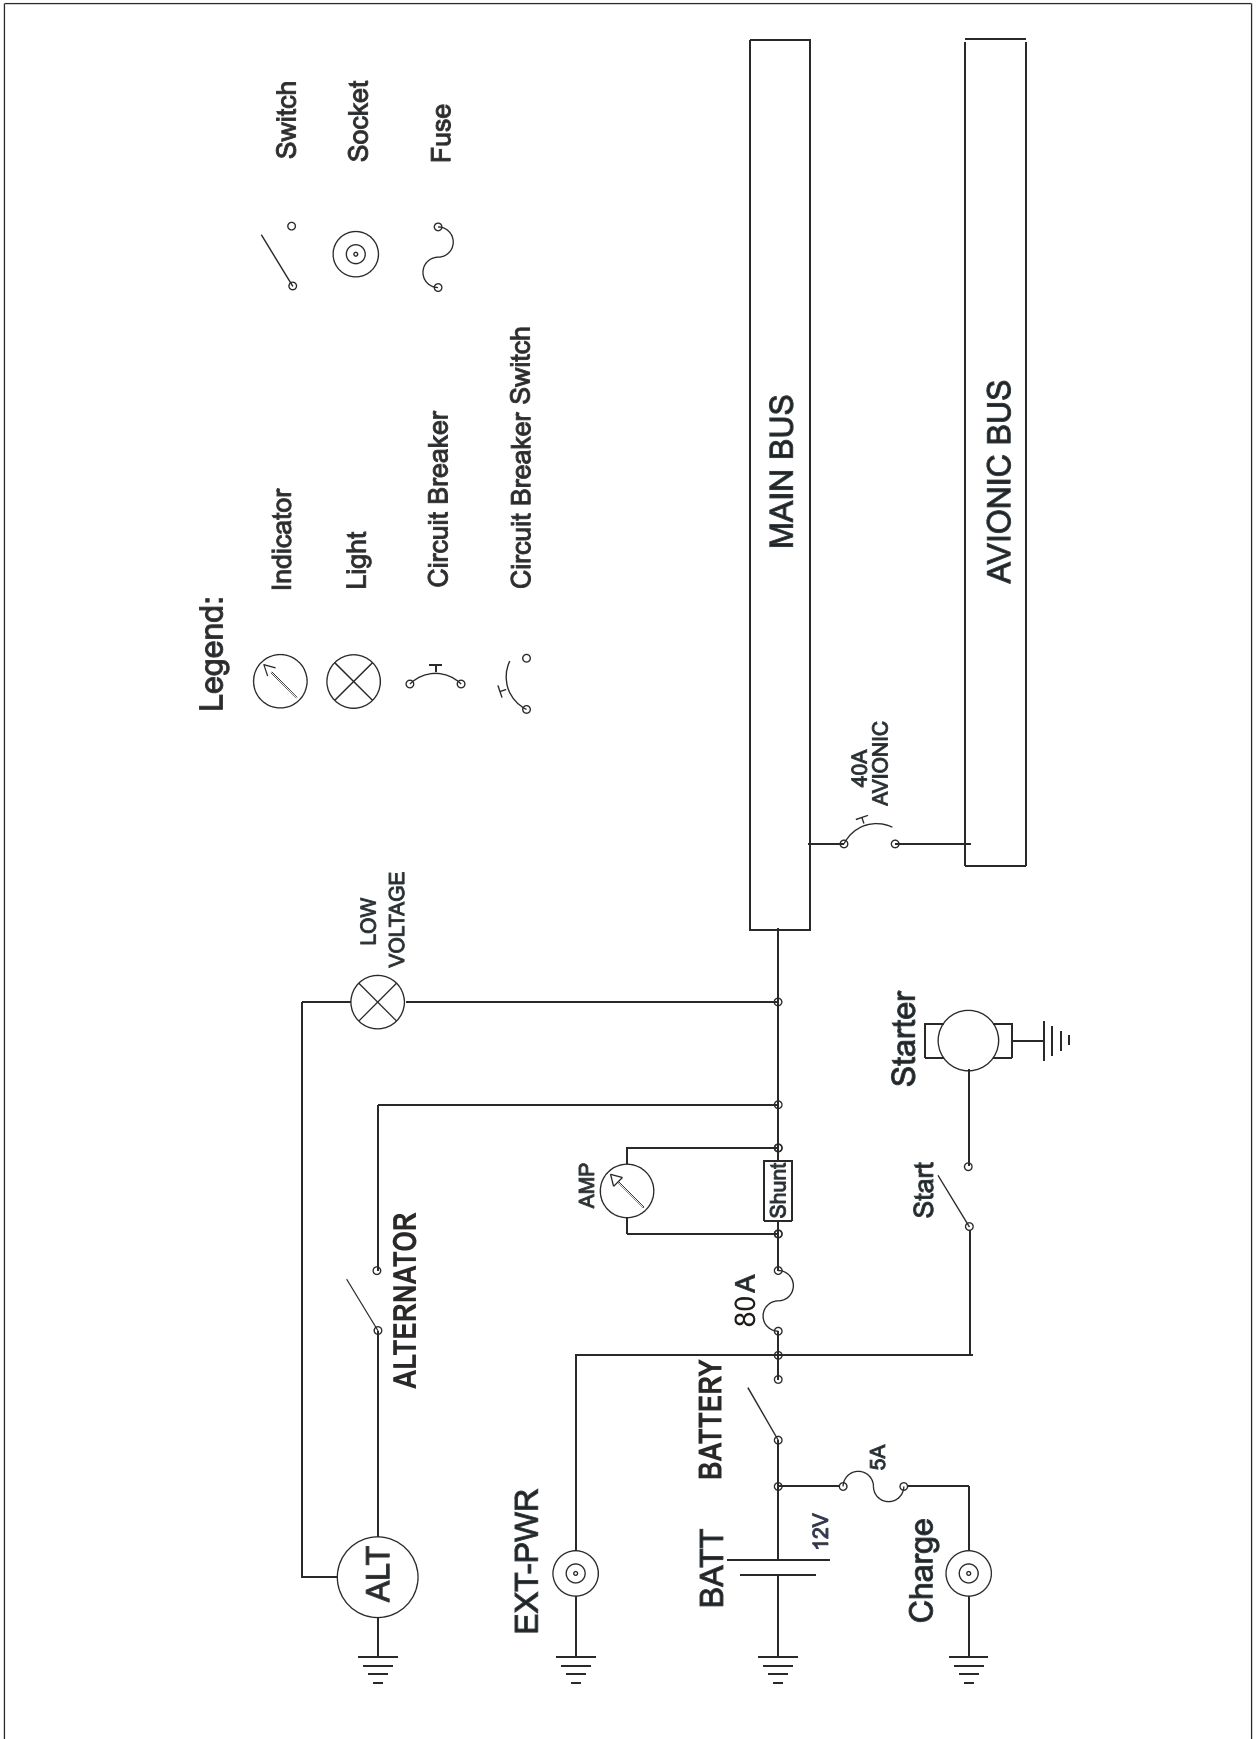 Legend:
Indicator
Switch
Light
Socket
Circuit Breaker
Fuse
Circuit Breaker Switch
LOW
VOLTAGE
ALT
ALTERNATOR
EXT-PWR
AMP
BATT
12V
BATTERY
80A
Shunt
MAIN BUS
5A
40A
AVIONIC
Charge
Start
Starter
AVIONIC BUS